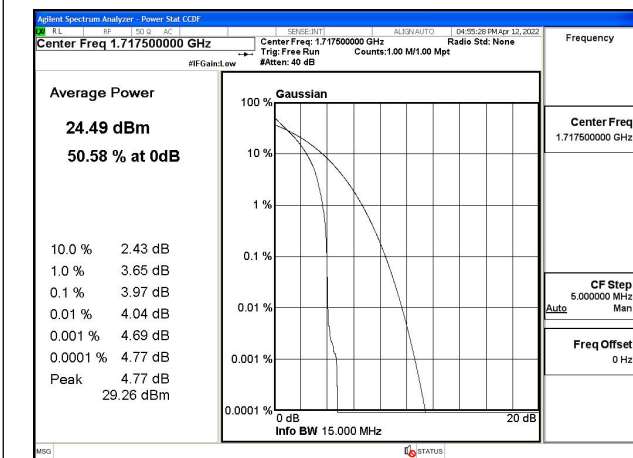 Agilent Spectrum Analyzer - Power Stat CCDF
RL RF 50 Ω AC SENSE:INT ALIGN AUTO 04:55:28 PM Apr 12, 2022
Center Freq 1.717500000 GHz
Center Freq: 1.717500000 GHz Radio Std: None
Trig: Free Run Counts:1.00 M/1.00 Mpt
#IFGain:Low #Atten: 40 dB
Frequency
Average Power
24.49 dBm
50.58 % at 0dB
10.0 % 2.43 dB
1.0 % 3.65 dB
0.1 % 3.97 dB
0.01 % 4.04 dB
0.001 % 4.69 dB
0.0001 % 4.77 dB
Peak 4.77 dB
29.26 dBm
Gaussian
100 %
10 %
1 %
0.1 %
0.01 %
0.001 %
0.0001 %
0 dB 20 dB
Info BW 15.000 MHz
Center Freq
1.717500000 GHz
CF Step
5.000000 MHz
Auto Man
Freq Offset
0 Hz
MSG STATUS